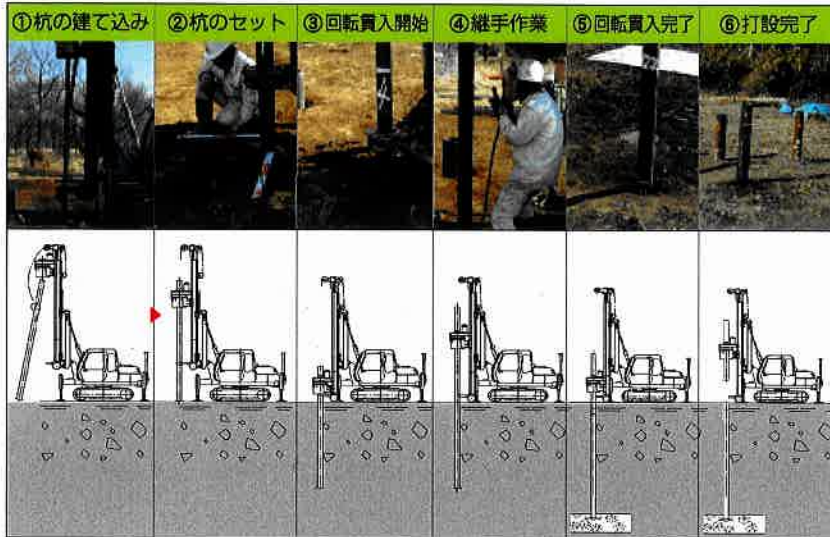 ①杭の建て込み
②杭のセット
③回転貫入開始
④継手作業
⑤回転貫入完了
⑥打設完了